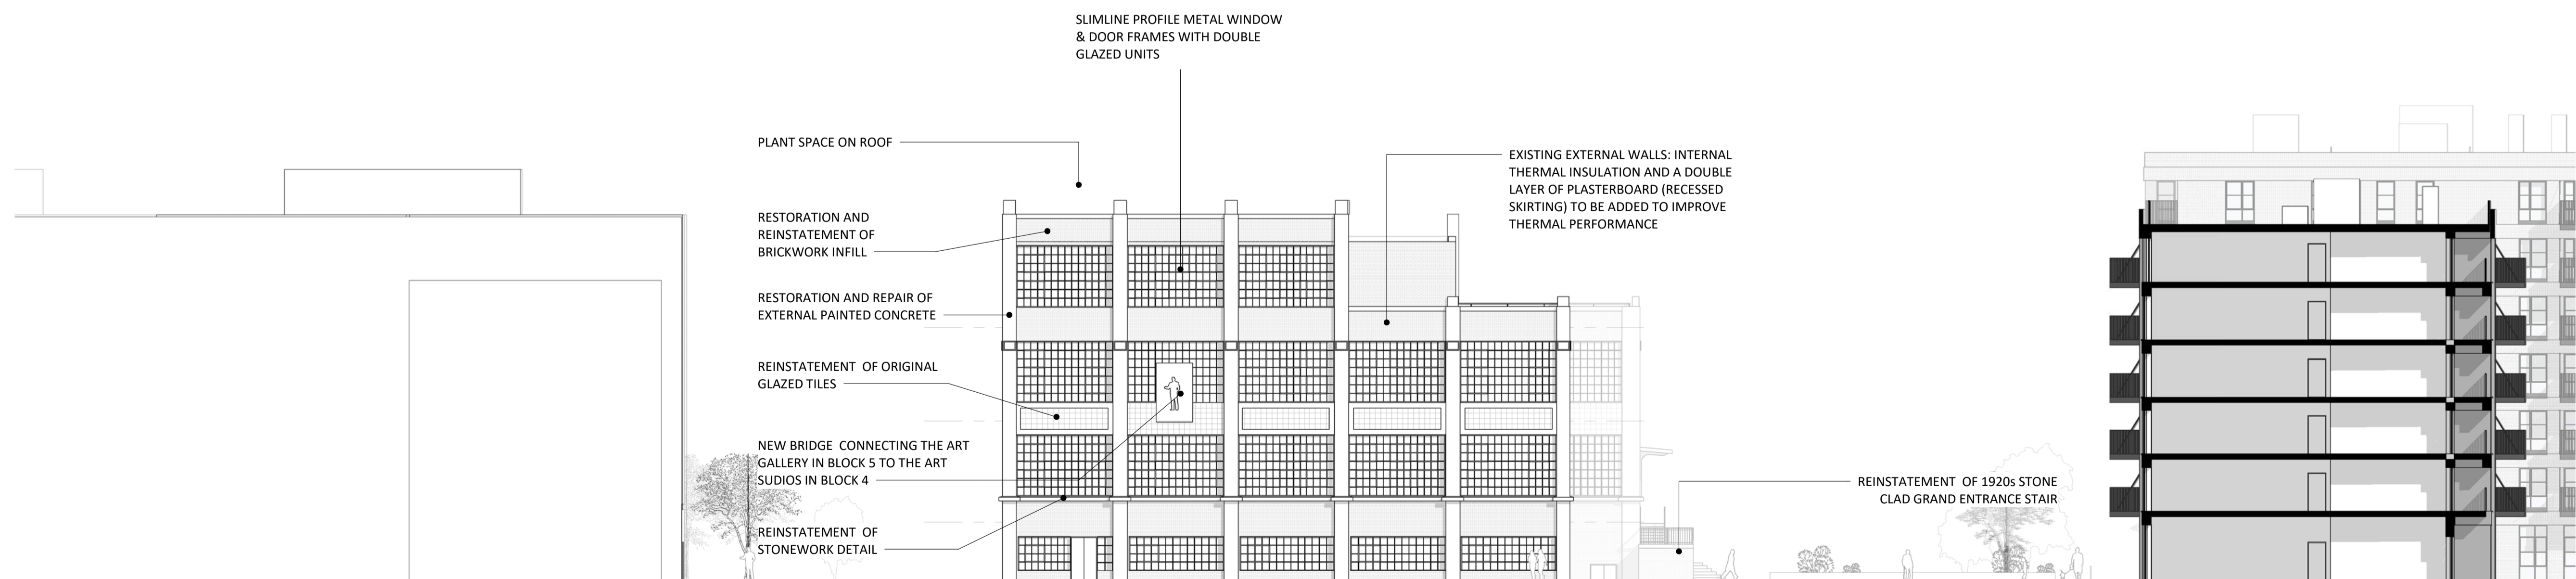 SLIMLINE PROFILE METAL WINDOW
& DOOR FRAMES WITH DOUBLE
GLAZED UNITS
PLANT SPACE ON ROOF
EXISTING EXTERNAL WALLS: INTERNAL
THERMAL INSULATION AND A DOUBLE
LAYER OF PLASTERBOARD (RECESSED
SKIRTING) TO BE ADDED TO IMPROVE
THERMAL PERFORMANCE
RESTORATION AND
REINSTATEMENT OF
BRICKWORK INFILL
RESTORATION AND REPAIR OF
EXTERNAL PAINTED CONCRETE
REINSTATEMENT OF ORIGINAL
GLAZED TILES
NEW BRIDGE CONNECTING THE ART
GALLERY IN BLOCK 5 TO THE ART
SUDIOS IN BLOCK 4
REINSTATEMENT OF 1920s STONE
CLAD GRAND ENTRANCE STAIR
REINSTATEMENT OF
STONEWORK DETAIL